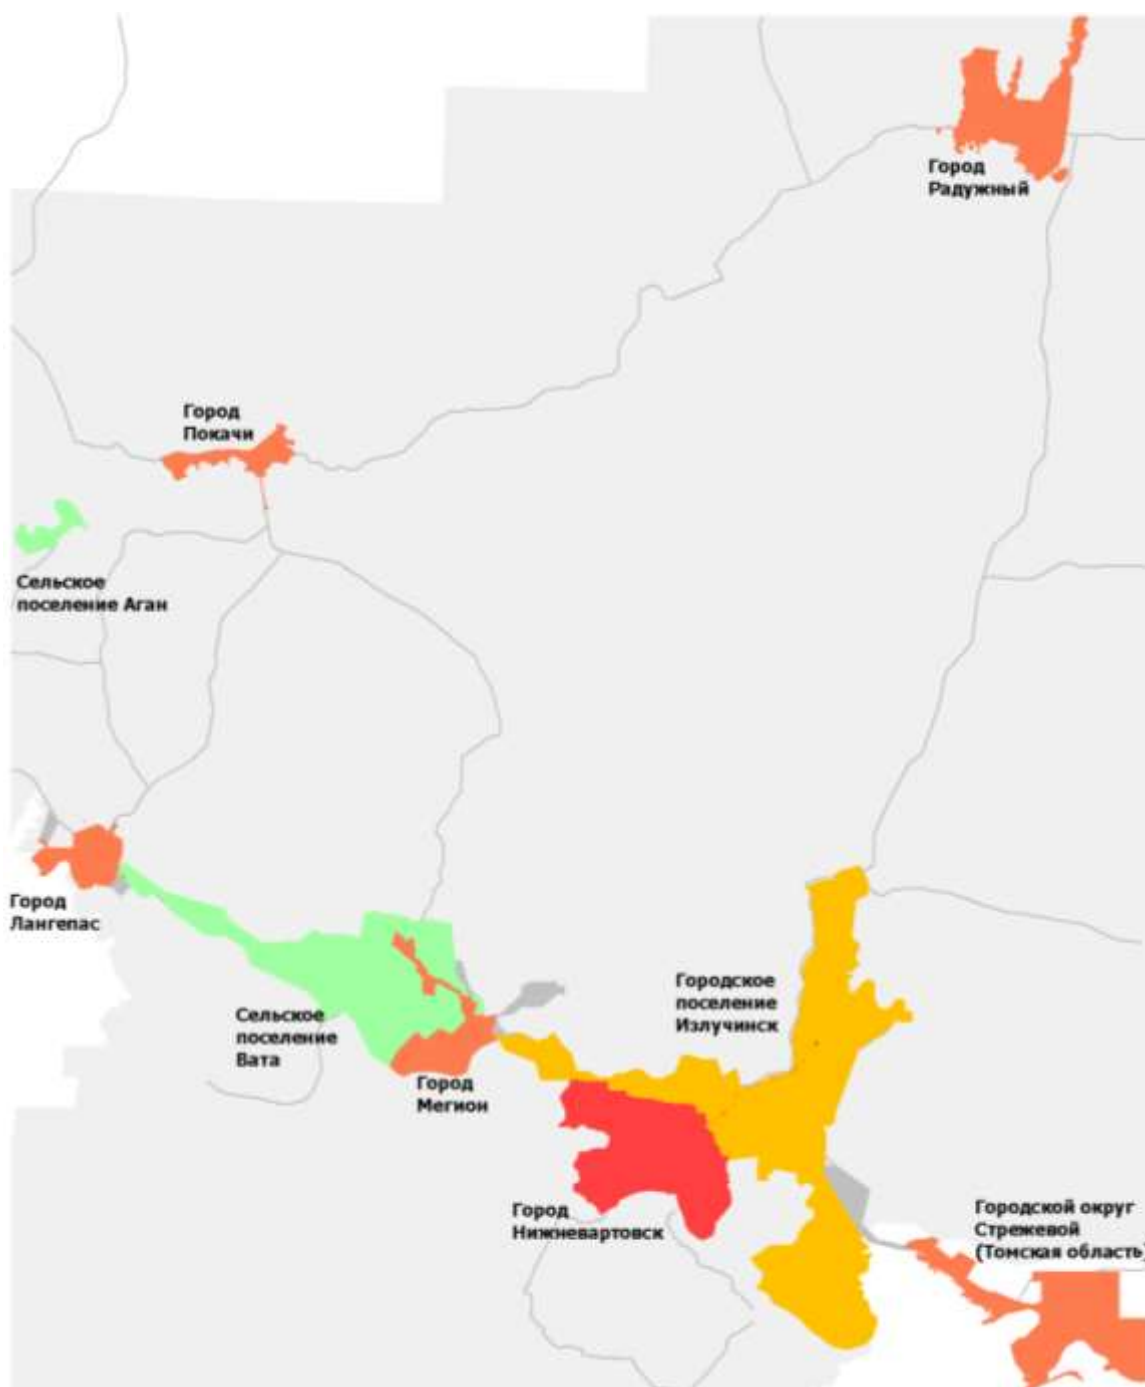 Город
Радужный
Город
Покачи
Сельское
поселение Аган
Город
Лангепас
Сельское
поселение
Вата
Город
Мегион
Городское
поселение
Излучинск
Город
Нижневартовск
Городской округ
Стрежевой
(Томская область)